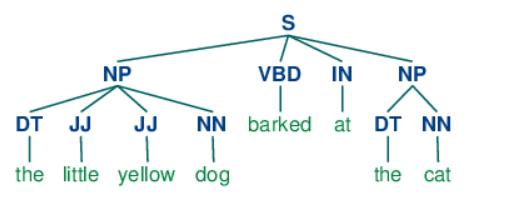 S
NP VBD IN NP
DT JJ JJ NN barked at DT NN
the little yellow dog the cat